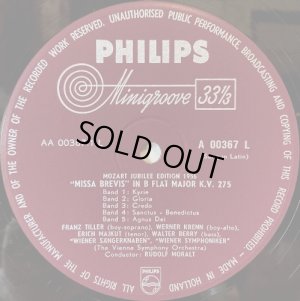 ALL RIGHTS OF THE MANUFACTURER AND OF THE OWNER OF THE RECORDED WORK RESERVED. UNAUTHORISED PUBLIC PERFORMANCE BROADCASTING AND COPYING OF THIS RECORD PROHIBITED • MADE IN HOLLAND
PHILIPS
Minigroove 33⅓
SOLD OUT
AA A 00367 L
Latin)
MOZART JUBILEE EDITION 1956
"MISSA BREVIS" IN B FLAT MAJOR K.V. 275
Band 1: Kyrie
Band 2: Gloria
Band 3: Credo
Band 4: Sanctus - Benedictus
Band 5: Agnus Dei
FRANZ TILLER (boy-soprano), WERNER KRENN (boy-alto),
ERICH MAJKUT (tenor), WALTER BERRY (bass),
"WIENER SÄNGERKNABEN", "WIENER SYMPHONIKER"
(The Vienna Symphony Orchestra)
Conductor: RUDOLF MORALT
PHILIPS